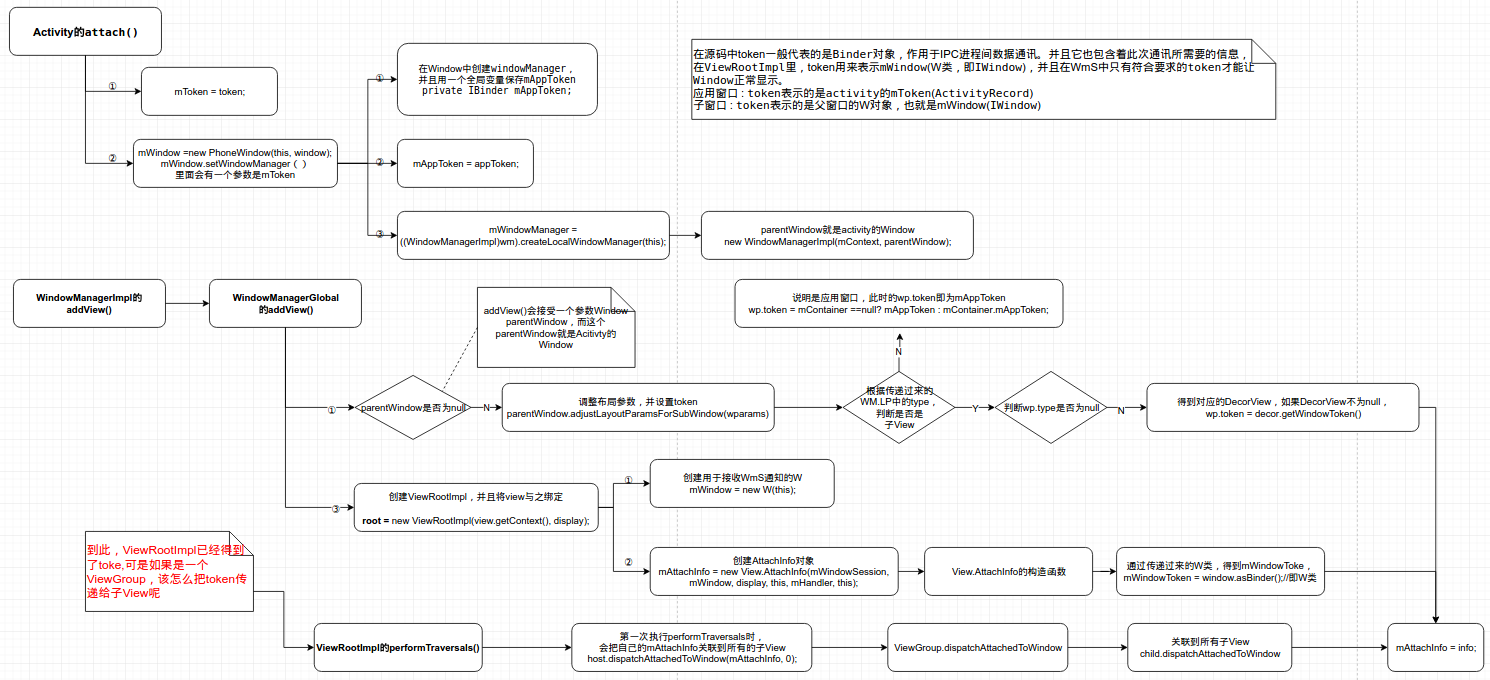 Activity的attach()
①
mToken = token;
②
mWindow =new PhoneWindow(this, window);
mWindow.setWindowManager（ ）
里面会有一个参数是mToken
①
在Window中创建windowManager，
并且用一个全局变量保存mAppToken
private IBinder mAppToken;
②
mAppToken = appToken;
③
mWindowManager =
((WindowManagerImpl)wm).createLocalWindowManager(this);
parentWindow就是activity的Window
new WindowManagerImpl(mContext, parentWindow);
在源码中token一般代表的是Binder对象，作用于IPC进程间数据通讯。并且它也包含着此次通讯所需要的信息，
在ViewRootImpl里，token用来表示mWindow(W类，即IWindow)，并且在WmS中只有符合要求的token才能让
Window正常显示。
应用窗口：token表示的是activity的mToken(ActivityRecord)
子窗口：token表示的是父窗口的W对象，也就是mWindow(IWindow)
WindowManagerImpl的
addView()
WindowManagerGlobal
的addView()
addView()会接受一个参数Window
parentWindow，而这个
parentWindow就是Acitivty的
Window
说明是应用窗口，此时的wp.token即为mAppToken
wp.token = mContainer ==null? mAppToken : mContainer.mAppToken;
N
①
parentWindow是否为null
N
调整布局参数，并设置token
parentWindow.adjustLayoutParamsForSubWindow(wparams)
根据传递过来的
WM.LP中的type，
判断是否是
子View
Y
判断wp.type是否为null
N
得到对应的DecorView，如果DecorView不为null，
wp.token = decor.getWindowToken()
③
创建ViewRootImpl，并且将view与之绑定
root = new ViewRootImpl(view.getContext(), display);
①
创建用于接收WmS通知的W
mWindow = new W(this);
②
创建AttachInfo对象
mAttachInfo = new View.AttachInfo(mWindowSession,
mWindow, display, this, mHandler, this);
View.AttachInfo的构造函数
通过传递过来的W类，得到mWindowToke，
mWindowToken = window.asBinder();//即W类
到此，ViewRootImpl已经得到
了toke,可是如果是一个
ViewGroup，该怎么把token传
递给子View呢
ViewRootImpl的performTraversals()
第一次执行performTraversals时，
会把自己的mAttachInfo关联到所有的子View
host.dispatchAttachedToWindow(mAttachInfo, 0);
ViewGroup.dispatchAttachedToWindow
关联到所有子View
child.dispatchAttachedToWindow
mAttachInfo = info;